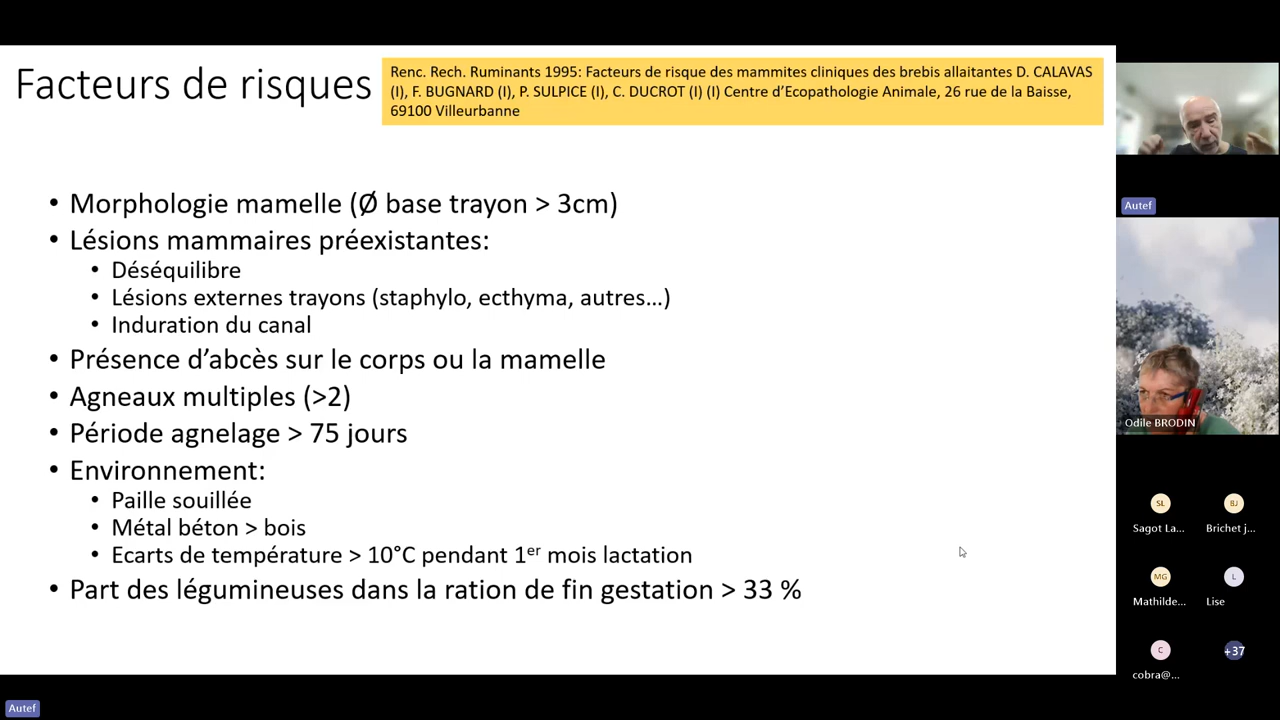 Facteurs de risques
Renc. Rech. Ruminants 1995: Facteurs de risque des mammites cliniques des brebis allaitantes D. CALAVAS
(I), F. BUGNARD (I), P. SULPICE (I), C. DUCROT (I) (I) Centre d'Ecopathologie Animale, 26 rue de la Baisse,
69100 Villeurbanne
• Morphologie mamelle (Ø base trayon > 3cm)
• Lésions mammaires préexistantes:
• Déséquilibre
• Lésions externes trayons (staphylo, ecthyma, autres…)
• Induration du canal
• Présence d'abcès sur le corps ou la mamelle
• Agneaux multiples (>2)
• Période agnelage > 75 jours
• Environnement:
• Paille souillée
• Métal béton > bois
• Ecarts de température > 10°C pendant 1er mois lactation
• Part des légumineuses dans la ration de fin gestation > 33 %
Autef
Odile BRODIN
SL
BJ
Sagot La...
Brichet j...
MG
L
Mathilde...
Lise
C
+37
cobra@...
Autef